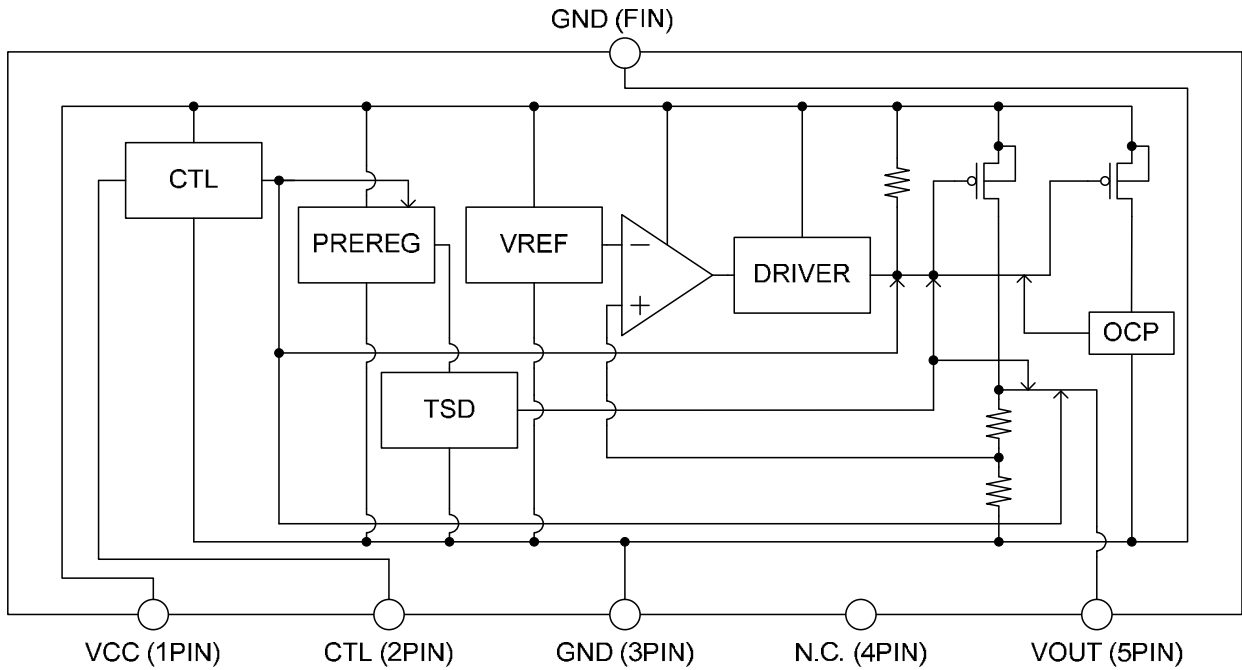 GND (FIN)
CTL
PREREG
VREF
−
+
DRIVER
OCP
TSD
VCC (1PIN)
CTL (2PIN)
GND (3PIN)
N.C. (4PIN)
VOUT (5PIN)